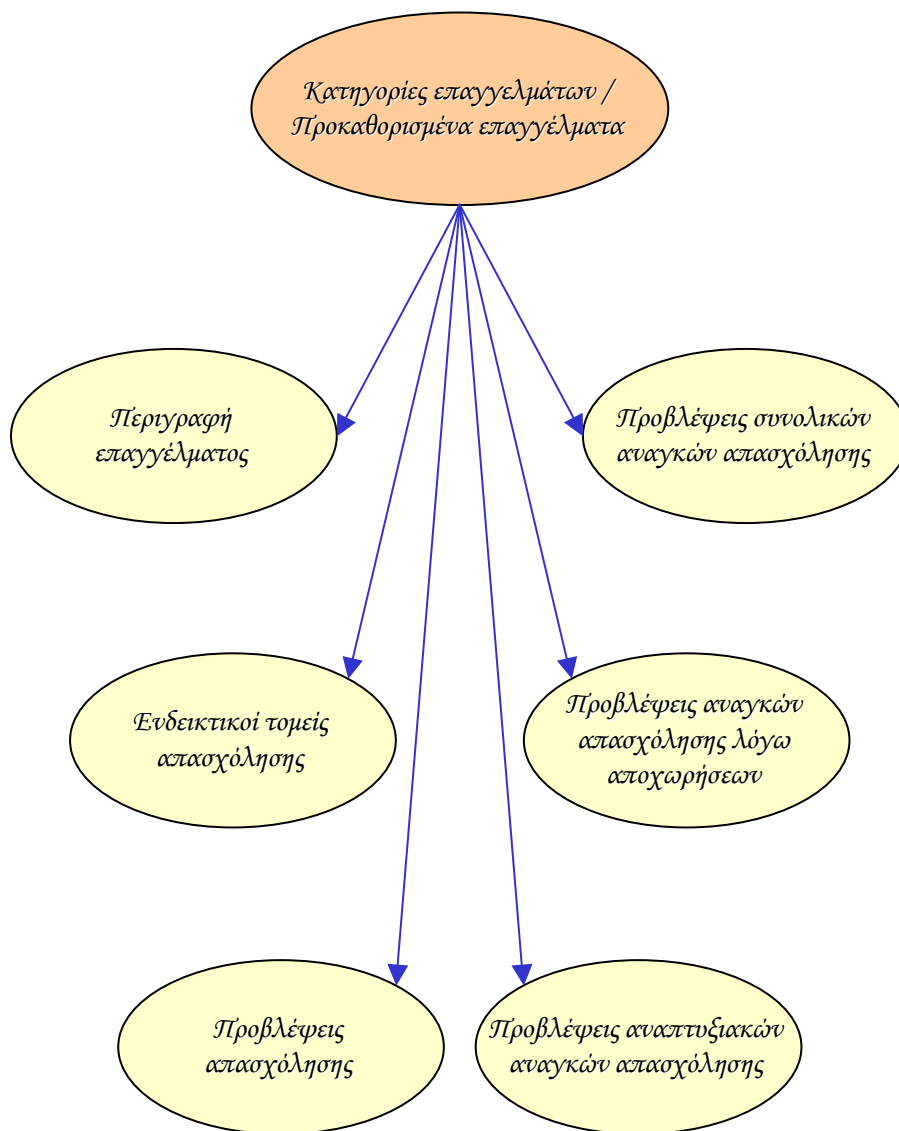 Κατηγορίες επαγγελμάτων /
Προκαθορισμένα επαγγέλματα
Περιγραφή
επαγγέλματος
Προβλέψεις συνολικών
αναγκών απασχόλησης
Ενδεικτικοί τομείς
απασχόλησης
Προβλέψεις αναγκών
απασχόλησης λόγω
αποχωρήσεων
Προβλέψεις
απασχόλησης
Προβλέψεις αναπτυξιακών
αναγκών απασχόλησης